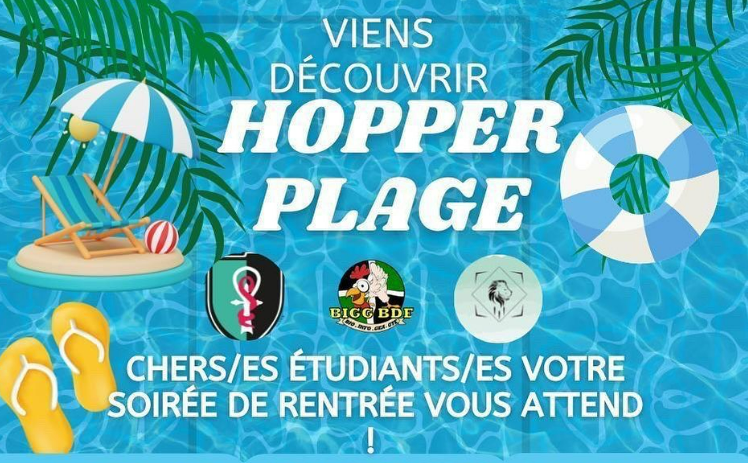 VIENS
DÉCOUVRIR
HOPPER
PLAGE
BIGG BDF
CHERS/ES ÉTUDIANTS/ES VOTRE
SOIRÉE DE RENTRÉE VOUS ATTEND
!